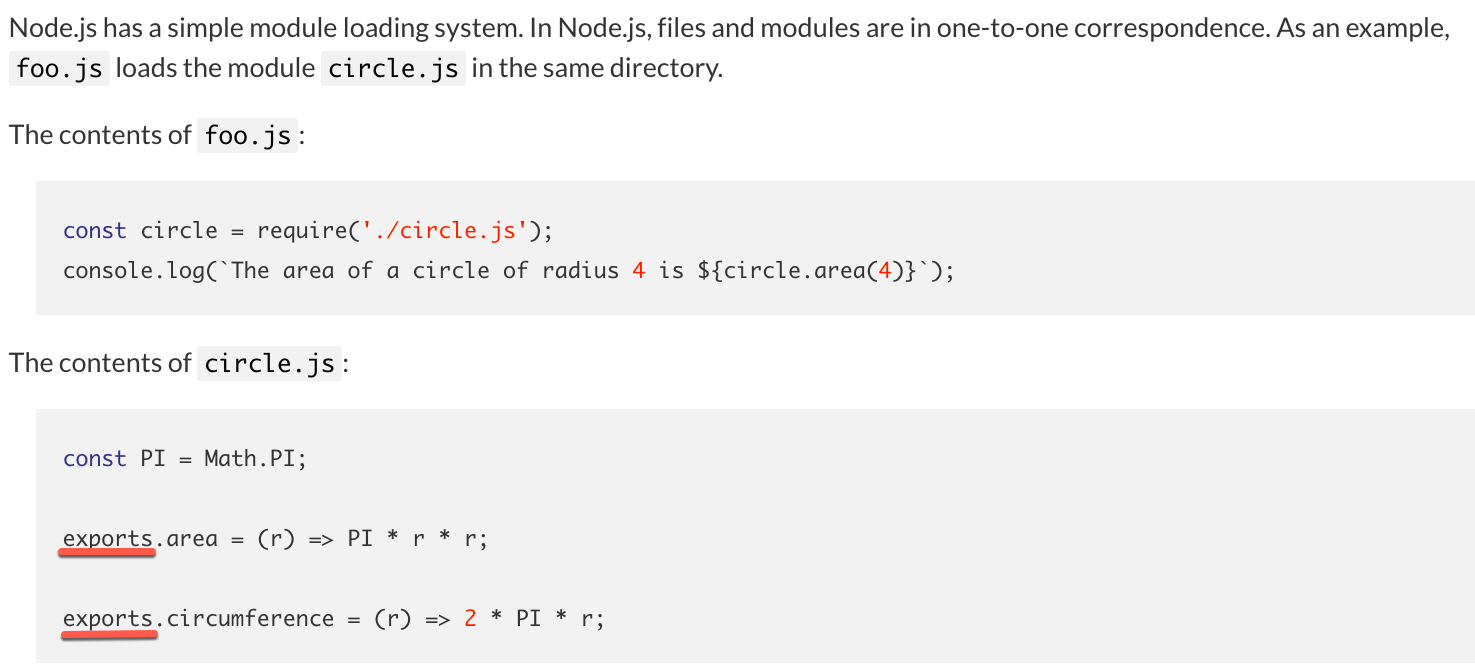 Node.js has a simple module loading system. In Node.js, files and modules are in one-to-one correspondence. As an example,
foo.js loads the module circle.js in the same directory.
The contents of foo.js:
const circle = require('./circle.js');
console.log(`The area of a circle of radius 4 is ${circle.area(4)}`);
The contents of circle.js:
const PI = Math.PI;
exports.area = (r) => PI * r * r;
exports.circumference = (r) => 2 * PI * r;